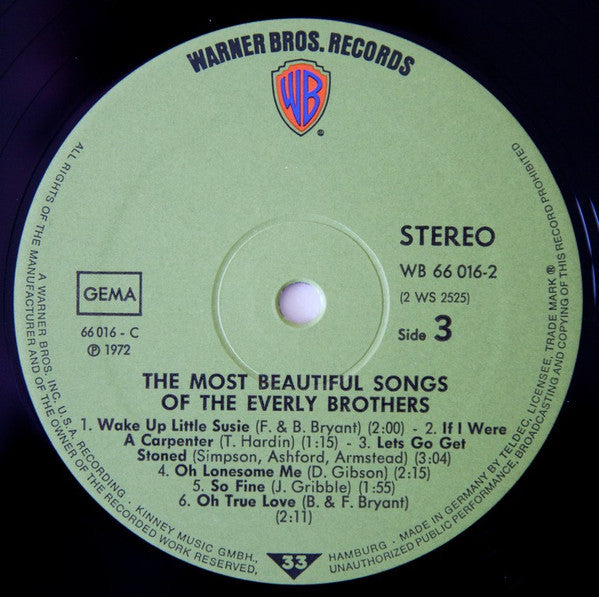 WARNER BROS. RECORDS
WB
®
STEREO
WB 66 016-2
(2 WS 2525)
Side 3
GEMA
66 016 - C
℗ 1972
THE MOST BEAUTIFUL SONGS
OF THE EVERLY BROTHERS
1. Wake Up Little Susie (F. & B. Bryant) (2:00) - 2. If I Were
A Carpenter (T. Hardin) (1:15) - 3. Lets Go Get
Stoned (Simpson, Ashford, Armstead) (3:04)
4. Oh Lonesome Me (D. Gibson) (2:15)
5. So Fine (J. Gribble) (1:55)
6. Oh True Love (B. & F. Bryant)
(2:11)
ALL RIGHTS OF THE MANUFACTURER AND OF THE OWNER OF THE RECORDED WORK RESERVED,
A WARNER BROS. INC. U.S.A. RECORDING · KINNEY MUSIC GMBH.,
33
HAMBURG · MADE IN GERMANY BY TELDEC, LICENSEE, TRADE MARK ®
UNAUTHORIZED PUBLIC PERFORMANCE, BROADCASTING AND COPYING OF THIS RECORD PROHIBITED